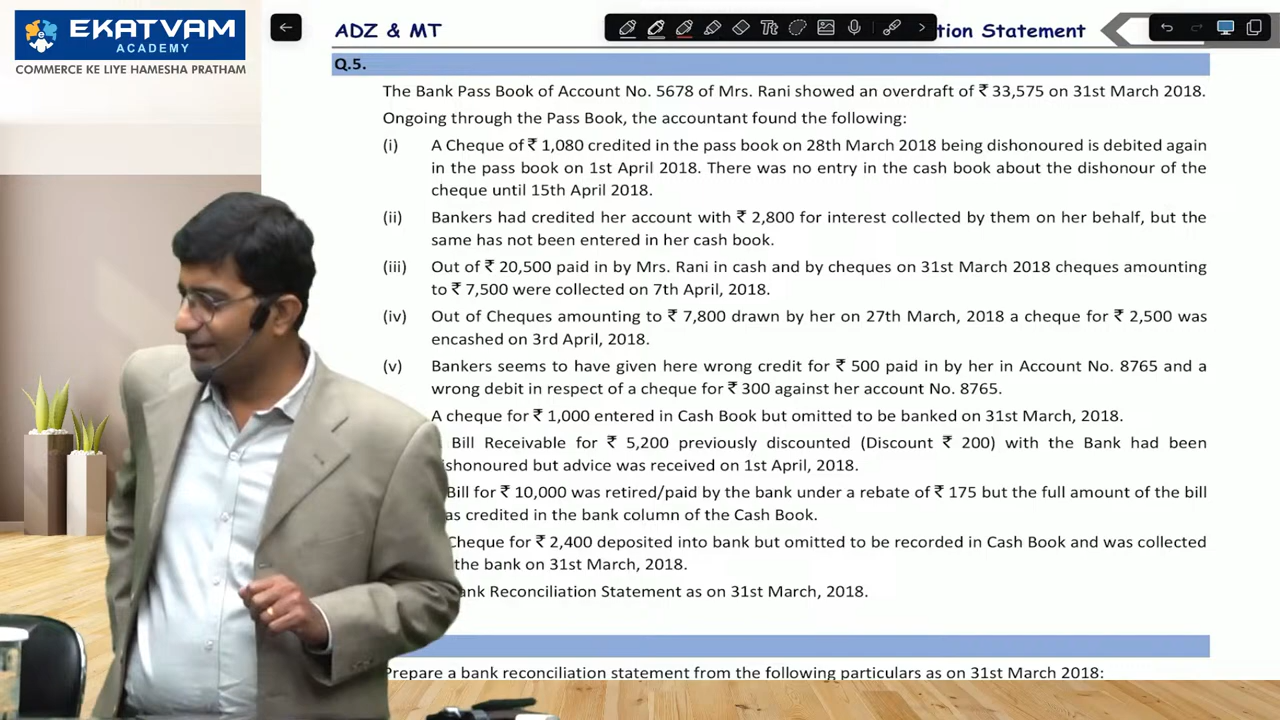 EKATVAM
ACADEMY
COMMERCE KE LIYE HAMESHA PRATHAM
ADZ & MT
Statement
Q.5.
The Bank Pass Book of Account No. 5678 of Mrs. Rani showed an overdraft of ₹ 33,575 on 31st March 2018.
Ongoing through the Pass Book, the accountant found the following:
(i) A Cheque of ₹ 1,080 credited in the pass book on 28th March 2018 being dishonoured is debited again
in the pass book on 1st April 2018. There was no entry in the cash book about the dishonour of the
cheque until 15th April 2018.
(ii) Bankers had credited her account with ₹ 2,800 for interest collected by them on her behalf, but the
same has not been entered in her cash book.
(iii) Out of ₹ 20,500 paid in by Mrs. Rani in cash and by cheques on 31st March 2018 cheques amounting
to ₹ 7,500 were collected on 7th April, 2018.
(iv) Out of Cheques amounting to ₹ 7,800 drawn by her on 27th March, 2018 a cheque for ₹ 2,500 was
encashed on 3rd April, 2018.
(v) Bankers seems to have given here wrong credit for ₹ 500 paid in by her in Account No. 8765 and a
wrong debit in respect of a cheque for ₹ 300 against her account No. 8765.
A cheque for ₹ 1,000 entered in Cash Book but omitted to be banked on 31st March, 2018.
Bill Receivable for ₹ 5,200 previously discounted (Discount ₹ 200) with the Bank had been
but advice was received on 1st April, 2018.
Bill for ₹ 10,000 was retired/paid by the bank under a rebate of ₹ 175 but the full amount of the bill
credited in the bank column of the Cash Book.
Cheque for ₹ 2,400 deposited into bank but omitted to be recorded in Cash Book and was collected
the bank on 31st March, 2018.
Reconciliation Statement as on 31st March, 2018.
Prepare a bank reconciliation statement from the following particulars as on 31st March 2018: